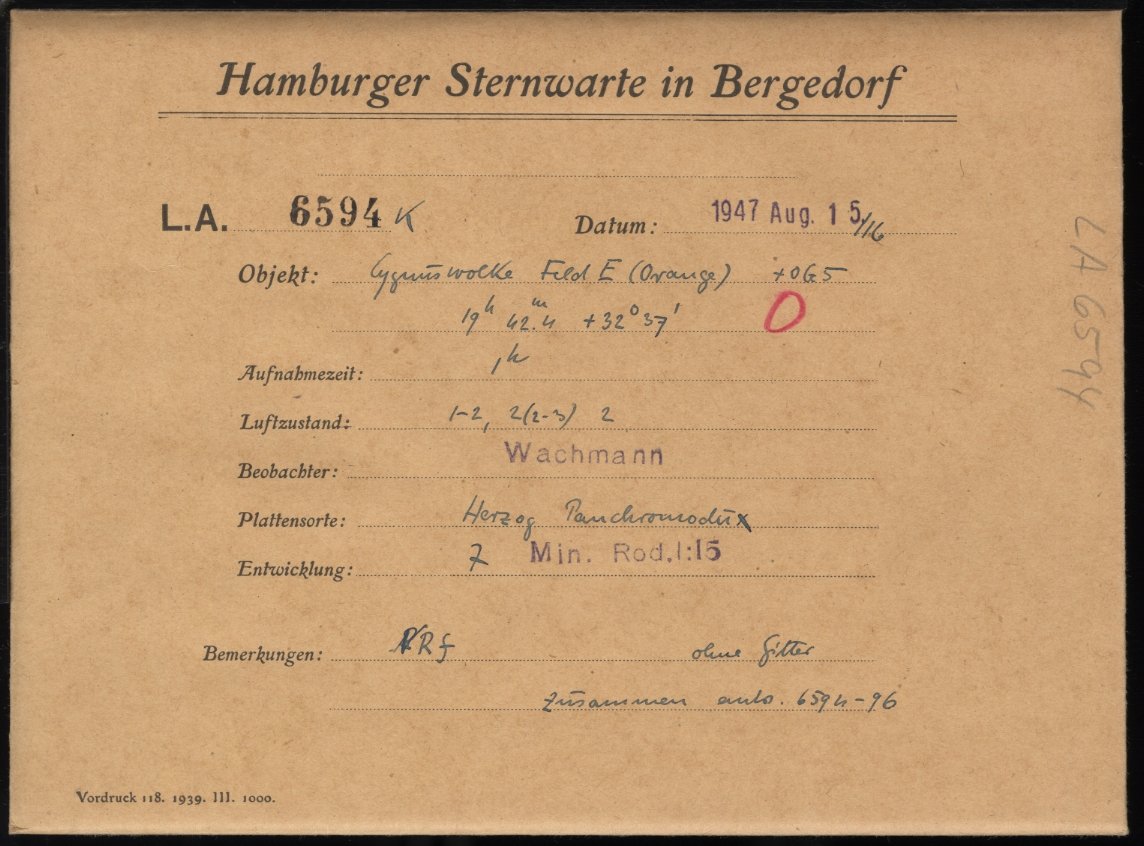 Hamburger Sternwarte in Bergedorf
L.A. 6594 K Datum: 1947 Aug. 15/16
Objekt: Cygnuswolke Feld E (Orange) +OG5
19h 42.m4 +32° 37' O
Aufnahmezeit: 1h
Luftzustand: 1-2, 2(2-3) 2
Beobachter: Wachmann
Plattensorte: Herzog Panchromodux
Entwicklung: 7 Min. Rod. 1:15
Bemerkungen: RRf ohne Gitter
Zusammen 6594-96
Vordruck 118. 1939. III. 1000.
LA 6594